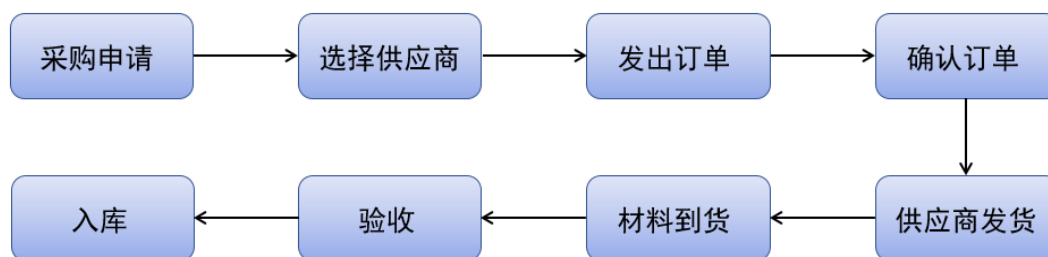 采购申请
选择供应商
发出订单
确认订单
供应商发货
材料到货
验收
入库